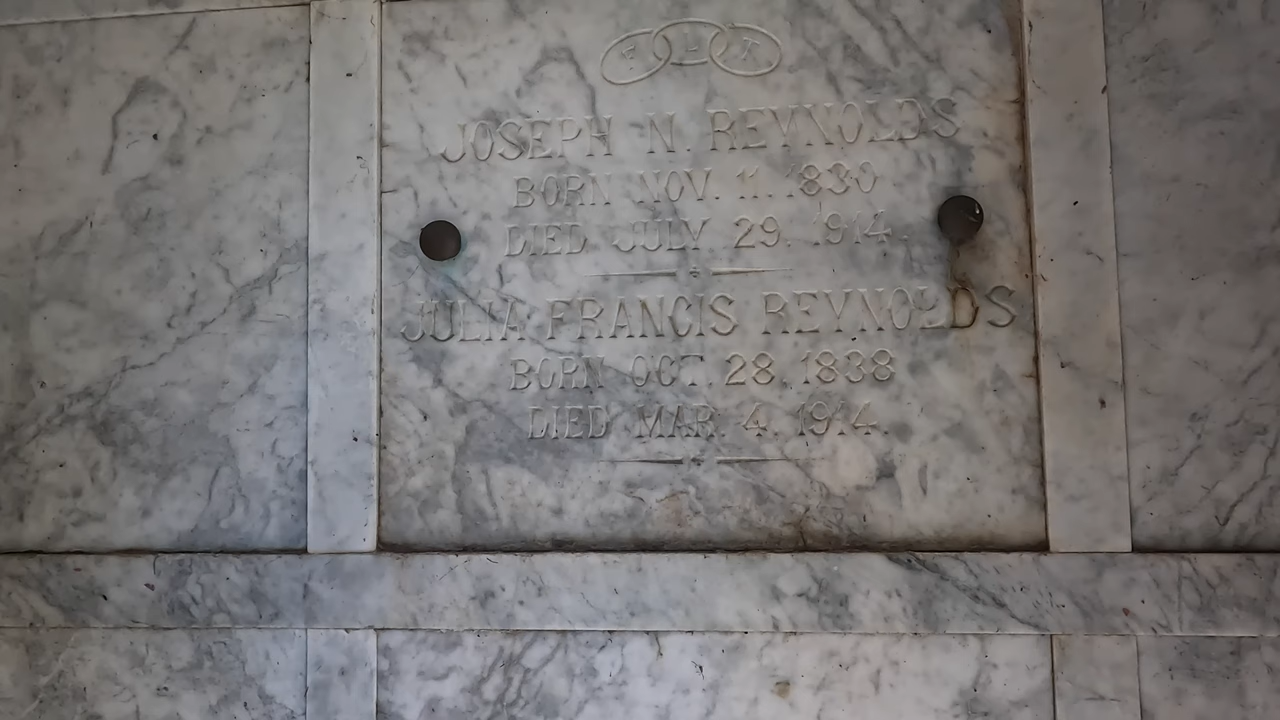 F L T
JOSEPH N. REYNOLDS
BORN NOV. 11. 1830
DIED JULY 29. 1914.
JULIA FRANCIS REYNOLDS
BORN OCT. 28. 1838
DIED MAR. 4. 1914.